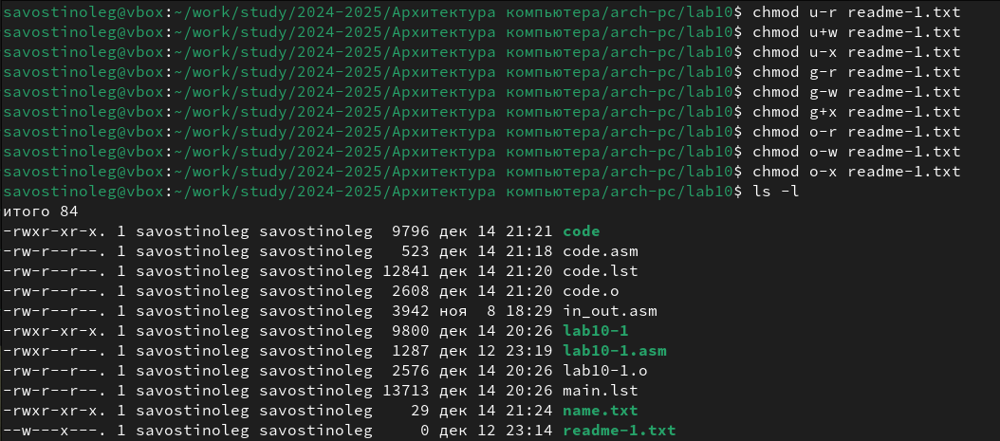 savostinoleg@vbox:~/work/study/2024-2025/Архитектура компьютера/arch-pc/lab10$ chmod u-r readme-1.txt
savostinoleg@vbox:~/work/study/2024-2025/Архитектура компьютера/arch-pc/lab10$ chmod u+w readme-1.txt
savostinoleg@vbox:~/work/study/2024-2025/Архитектура компьютера/arch-pc/lab10$ chmod u-x readme-1.txt
savostinoleg@vbox:~/work/study/2024-2025/Архитектура компьютера/arch-pc/lab10$ chmod g-r readme-1.txt
savostinoleg@vbox:~/work/study/2024-2025/Архитектура компьютера/arch-pc/lab10$ chmod g-w readme-1.txt
savostinoleg@vbox:~/work/study/2024-2025/Архитектура компьютера/arch-pc/lab10$ chmod g+x readme-1.txt
savostinoleg@vbox:~/work/study/2024-2025/Архитектура компьютера/arch-pc/lab10$ chmod o-r readme-1.txt
savostinoleg@vbox:~/work/study/2024-2025/Архитектура компьютера/arch-pc/lab10$ chmod o-w readme-1.txt
savostinoleg@vbox:~/work/study/2024-2025/Архитектура компьютера/arch-pc/lab10$ chmod o-x readme-1.txt
savostinoleg@vbox:~/work/study/2024-2025/Архитектура компьютера/arch-pc/lab10$ ls -l
итого 84
-rwxr-xr-x. 1 savostinoleg savostinoleg  9796 дек 14 21:21 code
-rw-r--r--. 1 savostinoleg savostinoleg   523 дек 14 21:18 code.asm
-rw-r--r--. 1 savostinoleg savostinoleg 12841 дек 14 21:20 code.lst
-rw-r--r--. 1 savostinoleg savostinoleg  2608 дек 14 21:20 code.o
-rw-r--r--. 1 savostinoleg savostinoleg  3942 ноя  8 18:29 in_out.asm
-rwxr-xr-x. 1 savostinoleg savostinoleg  9800 дек 14 20:26 lab10-1
-rwxr--r--. 1 savostinoleg savostinoleg  1287 дек 12 23:19 lab10-1.asm
-rw-r--r--. 1 savostinoleg savostinoleg  2576 дек 14 20:26 lab10-1.o
-rw-r--r--. 1 savostinoleg savostinoleg 13713 дек 14 20:26 main.lst
-rwxr-xr-x. 1 savostinoleg savostinoleg    29 дек 14 21:24 name.txt
--w---x---. 1 savostinoleg savostinoleg     0 дек 12 23:14 readme-1.txt